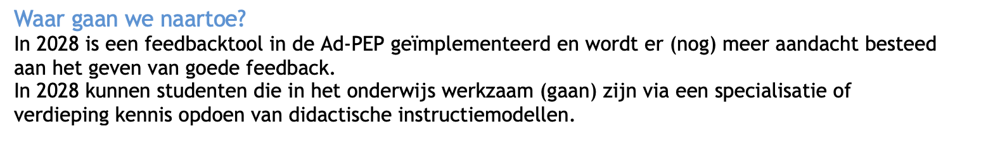 Waar gaan we naartoe?
In 2028 is een feedbacktool in de Ad-PEP geïmplementeerd en wordt er (nog) meer aandacht besteed
aan het geven van goede feedback.
In 2028 kunnen studenten die in het onderwijs werkzaam (gaan) zijn via een specialisatie of
verdieping kennis opdoen van didactische instructiemodellen.